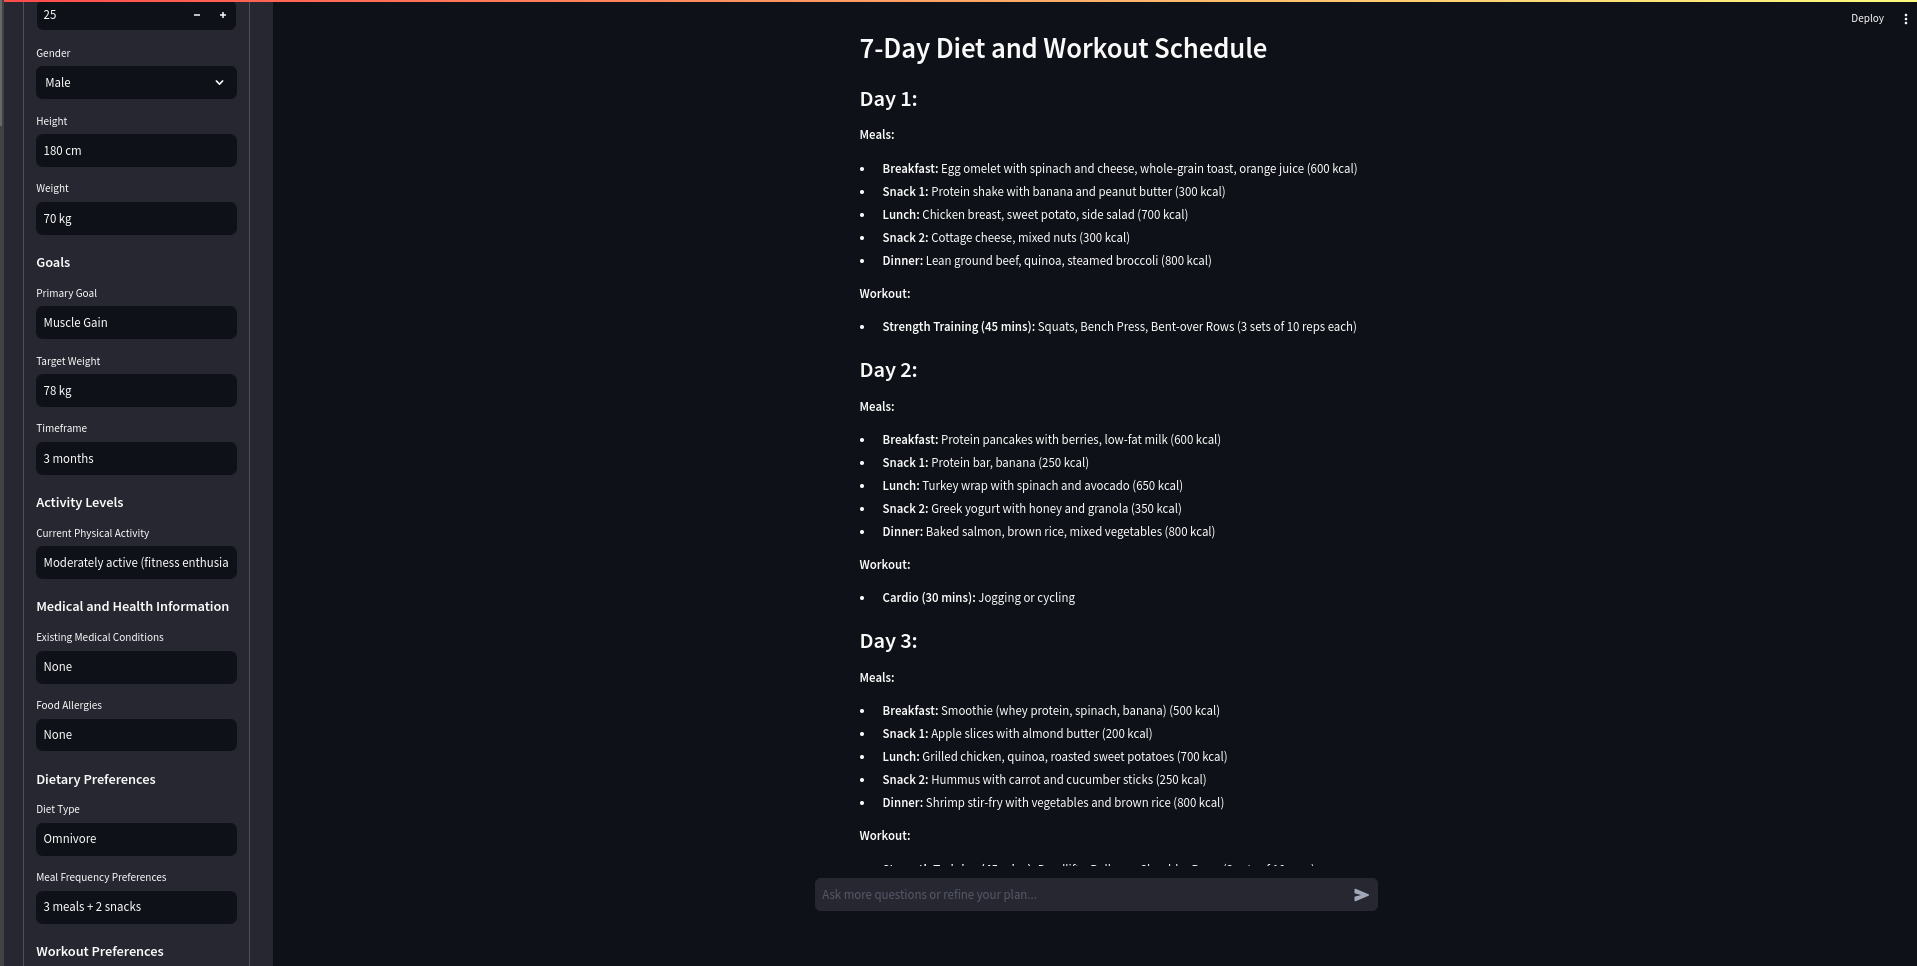 25
Gender
Male
Height
180 cm
Weight
70 kg
Goals
Primary Goal
Muscle Gain
Target Weight
78 kg
Timeframe
3 months
Activity Levels
Current Physical Activity
Moderately active (fitness enthusia
Medical and Health Information
Existing Medical Conditions
None
Food Allergies
None
Dietary Preferences
Diet Type
Omnivore
Meal Frequency Preferences
3 meals + 2 snacks
Workout Preferences
Deploy
7-Day Diet and Workout Schedule
Day 1:
Meals:
• Breakfast: Egg omelet with spinach and cheese, whole-grain toast, orange juice (600 kcal)
• Snack 1: Protein shake with banana and peanut butter (300 kcal)
• Lunch: Chicken breast, sweet potato, side salad (700 kcal)
• Snack 2: Cottage cheese, mixed nuts (300 kcal)
• Dinner: Lean ground beef, quinoa, steamed broccoli (800 kcal)
Workout:
• Strength Training (45 mins): Squats, Bench Press, Bent-over Rows (3 sets of 10 reps each)
Day 2:
Meals:
• Breakfast: Protein pancakes with berries, low-fat milk (600 kcal)
• Snack 1: Protein bar, banana (250 kcal)
• Lunch: Turkey wrap with spinach and avocado (650 kcal)
• Snack 2: Greek yogurt with honey and granola (350 kcal)
• Dinner: Baked salmon, brown rice, mixed vegetables (800 kcal)
Workout:
• Cardio (30 mins): Jogging or cycling
Day 3:
Meals:
• Breakfast: Smoothie (whey protein, spinach, banana) (500 kcal)
• Snack 1: Apple slices with almond butter (200 kcal)
• Lunch: Grilled chicken, quinoa, roasted sweet potatoes (700 kcal)
• Snack 2: Hummus with carrot and cucumber sticks (250 kcal)
• Dinner: Shrimp stir-fry with vegetables and brown rice (800 kcal)
Workout:
Ask more questions or refine your plan...